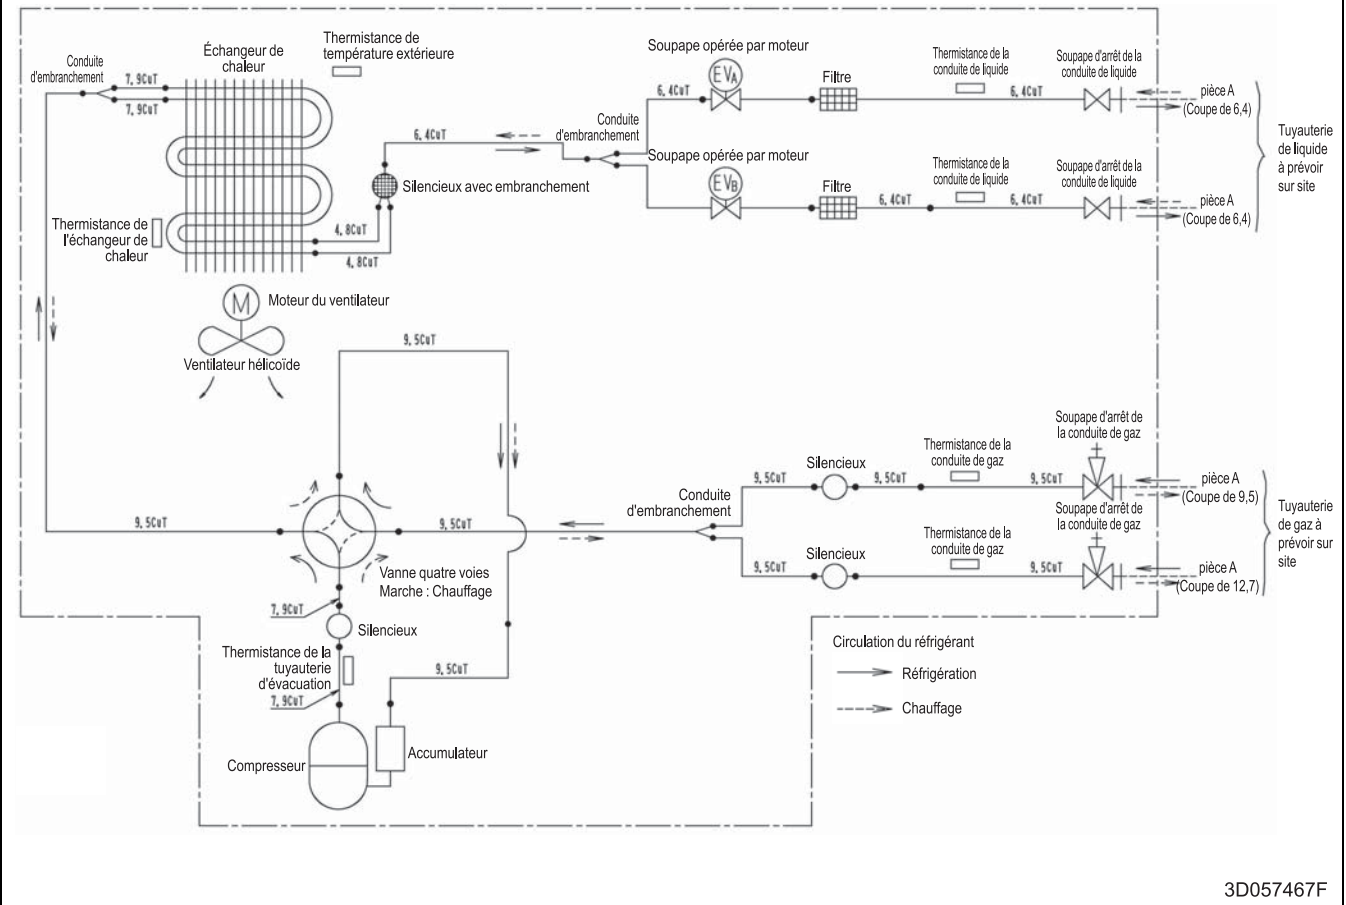 Thermistance de
température extérieure
Échangeur de
chaleur
Conduite
d'embranchement
7,9CuT
7,9CuT
Soupape opérée par moteur
EVA
6,4CuT
Filtre
Thermistance de la
conduite de liquide
6,4CuT
Soupape d'arrêt de la
conduite de liquide
pièce A
(Coupe de 6,4)
Conduite
d'embranchement
6,4CuT
Soupape opérée par moteur
EVB
Filtre
6,4CuT
Thermistance de la
conduite de liquide
6,4CuT
Soupape d'arrêt de la
conduite de liquide
pièce A
(Coupe de 6,4)
Tuyauterie
de liquide
à prévoir
sur site
Silencieux avec embranchement
Thermistance de
l'échangeur de
chaleur
4,8CuT
4,8CuT
M
Moteur du ventilateur
Ventilateur hélicoïde
9,5CuT
9,5CuT
9,5CuT
Vanne quatre voies
Marche : Chauffage
Conduite
d'embranchement
9,5CuT
Silencieux
9,5CuT
Thermistance de la
conduite de gaz
9,5CuT
Soupape d'arrêt de
la conduite de gaz
pièce A
(Coupe de 9,5)
9,5CuT
Silencieux
Thermistance de la
conduite de gaz
9,5CuT
Soupape d'arrêt de
la conduite de gaz
pièce A
(Coupe de 12,7)
Tuyauterie
de gaz à
prévoir sur
site
7,9CuT
Silencieux
Thermistance de la
tuyauterie
d'évacuation
7,9CuT
9,5CuT
Compresseur
Accumulateur
Circulation du réfrigérant
Réfrigération
Chauffage
3D057467F